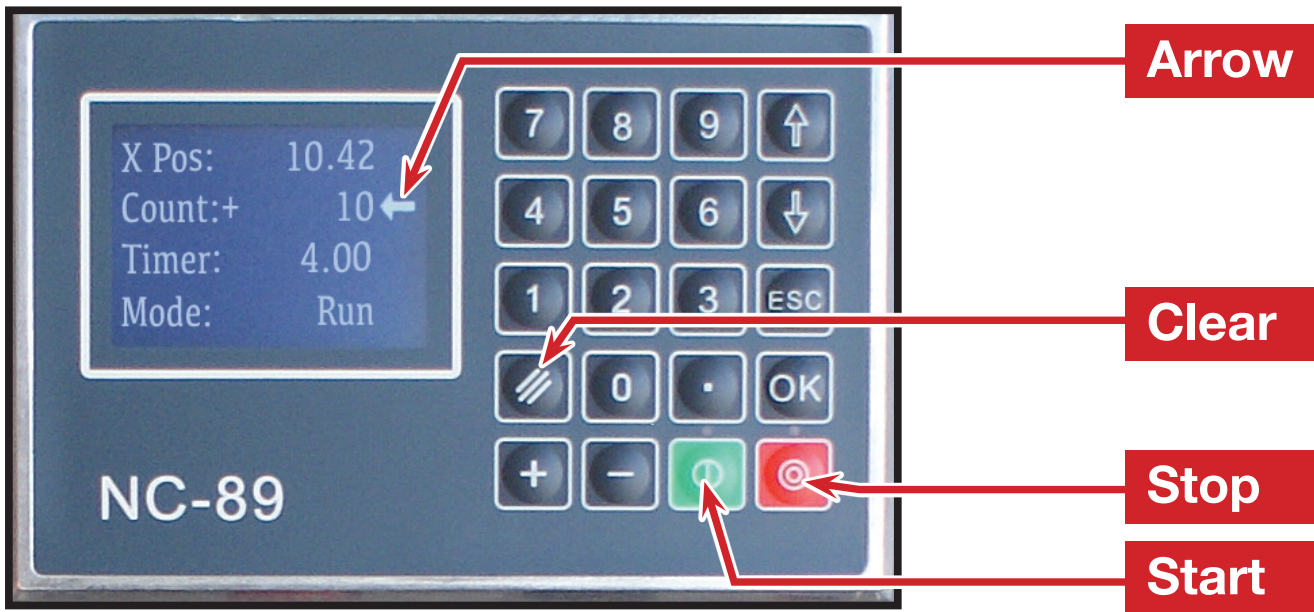 Arrow
X Pos: 10.42
Count:+ 10
Timer: 4.00
Mode: Run
7 8 9
4 5 6
1 2 3 ESC
Clear
0 . OK
+ −
NC-89
Stop
Start